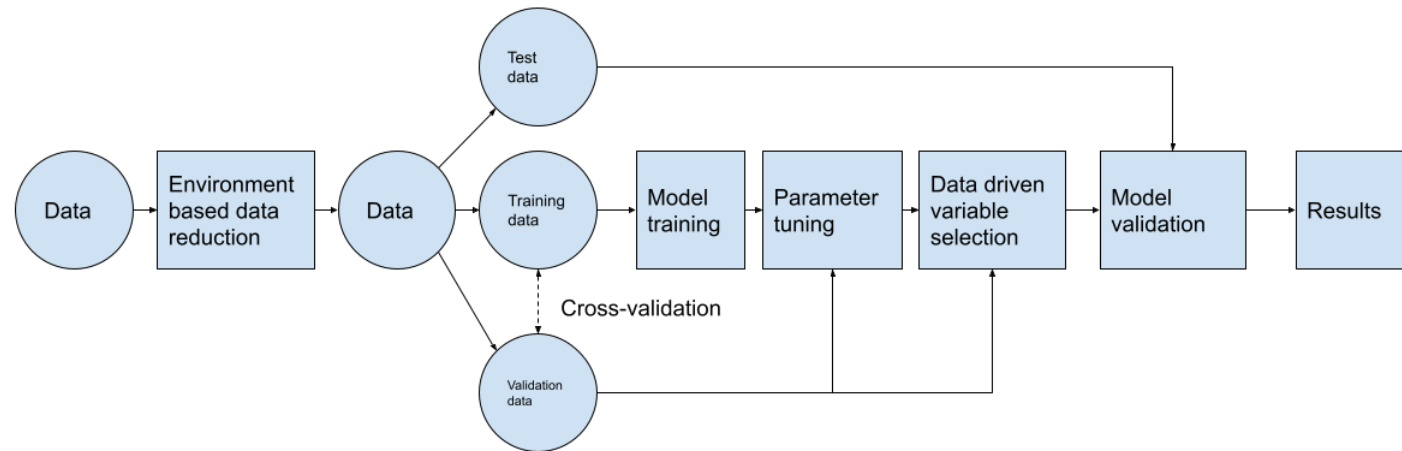 Test
data
Data
Environment
based data
reduction
Data
Training
data
Model
training
Parameter
tuning
Data driven
variable
selection
Model
validation
Results
Cross-validation
Validation
data